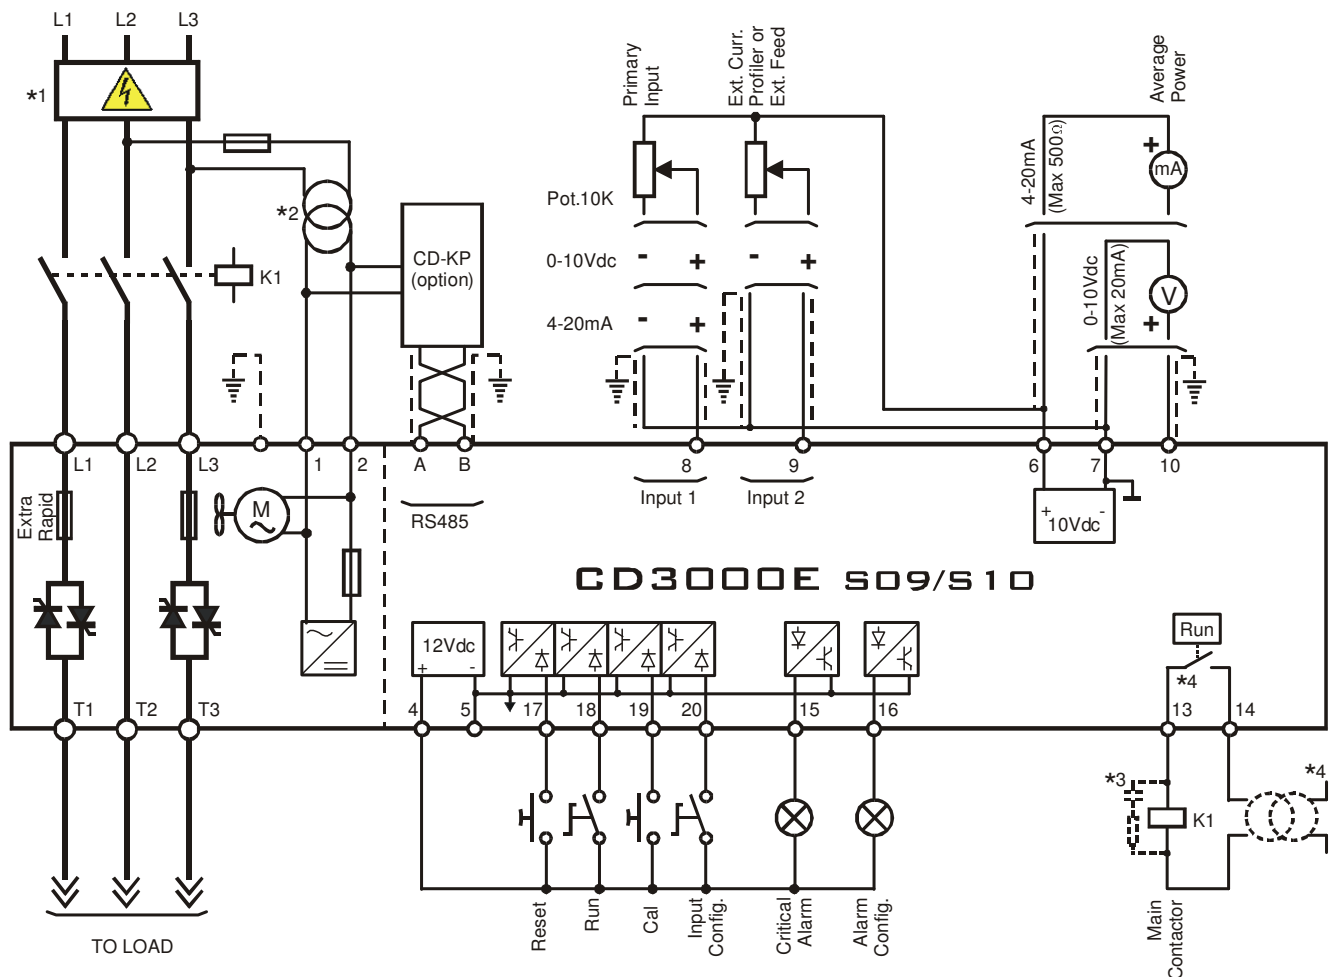 L1 L2 L3
*1
*2
K1
CD-KP
(option)
Primary
Input
Ext. Curr.
Profiler or
Ext. Feed
Pot.10K
0-10Vdc - + - +
4-20mA - +
Average
Power
4-20mA
(Max 500Ω)
+
mA
0-10Vdc
(Max 20mA)
V
+
L1 L2 L3 1 2 A B 8 9 6 7 10
RS485
Input 1
Input 2
+ -
10Vdc
Extra
Rapid
M
CD3000E S09/S10
12Vdc
+ -
Run
*4
T1 T2 T3 4 5 17 18 19 20 15 16 13 14
*3
K1
*4
Reset
Run
Cal
Input
Config.
Critical
Alarm
Alarm
Config.
Main
Contactor
TO LOAD